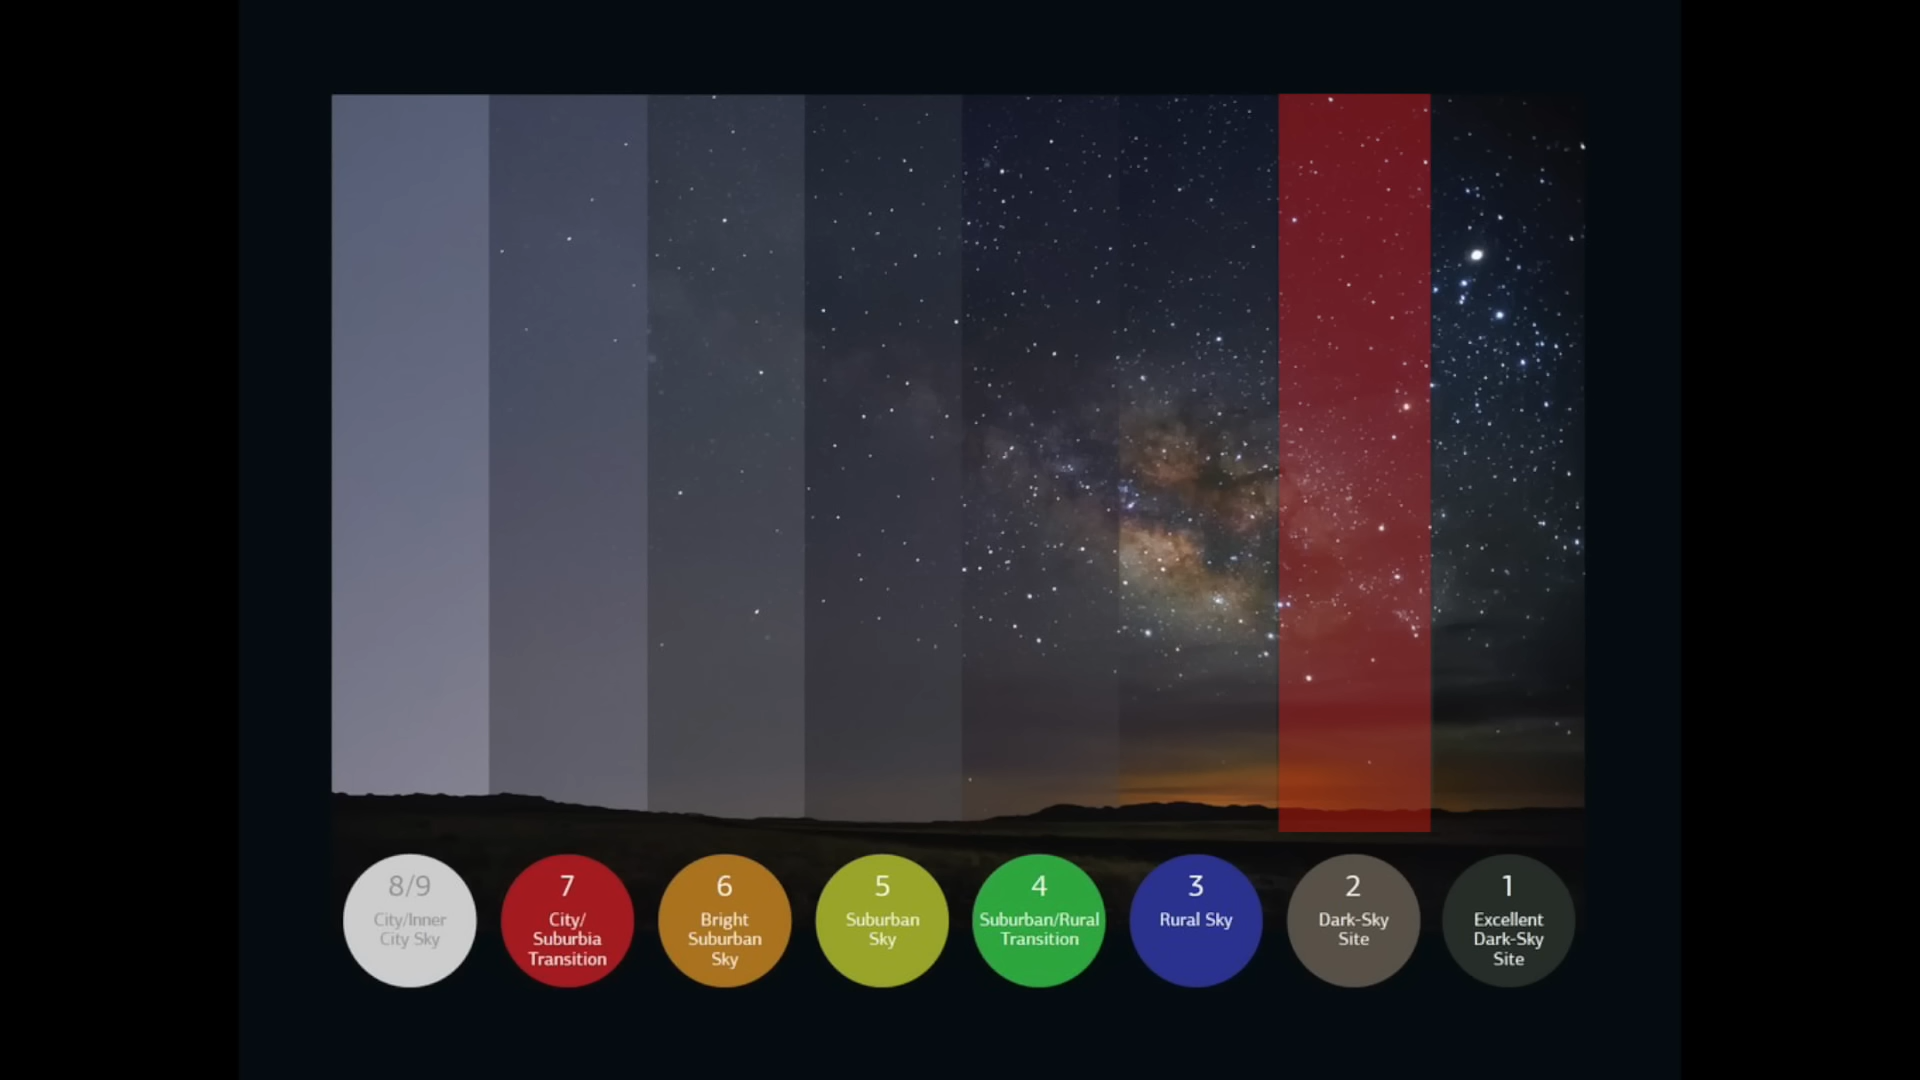 8/9
City/Inner
City Sky
7
City/
Suburbia
Transition
6
Bright
Suburban
Sky
5
Suburban
Sky
4
Suburban/Rural
Transition
3
Rural Sky
2
Dark-Sky
Site
1
Excellent
Dark-Sky
Site